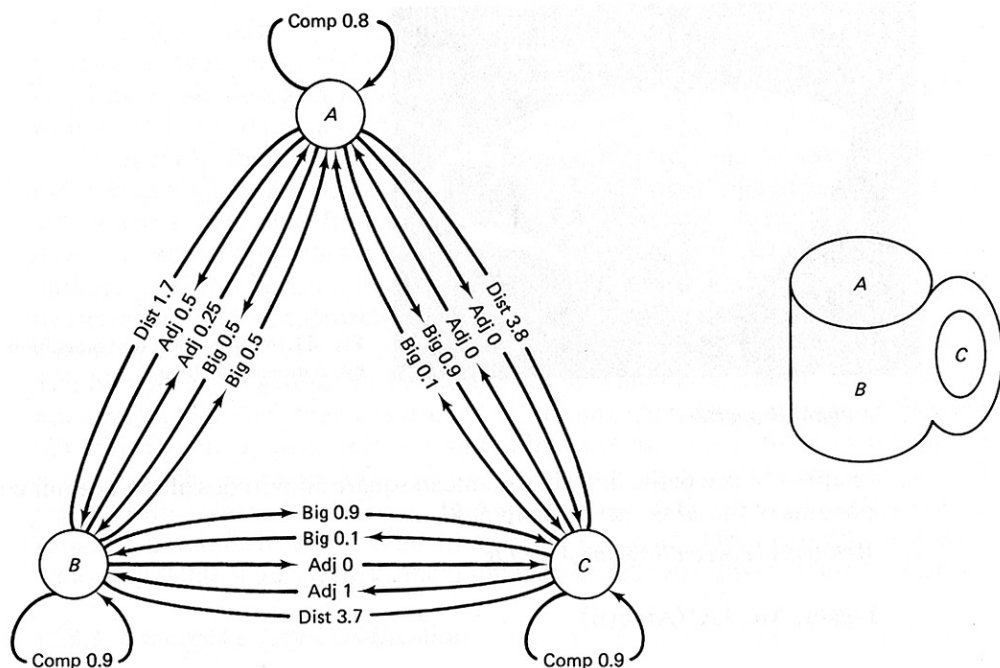 Comp 0.8
A
Dist 1.7
Adj 0.5
Adj 0.25
Big 0.5
Big 0.5
Big 0.1
Big 0.9
Adj 0
Adj 0
Dist 3.8
A
B
C
B
Big 0.9
Big 0.1
Adj 0
Adj 1
Dist 3.7
C
Comp 0.9
Comp 0.9